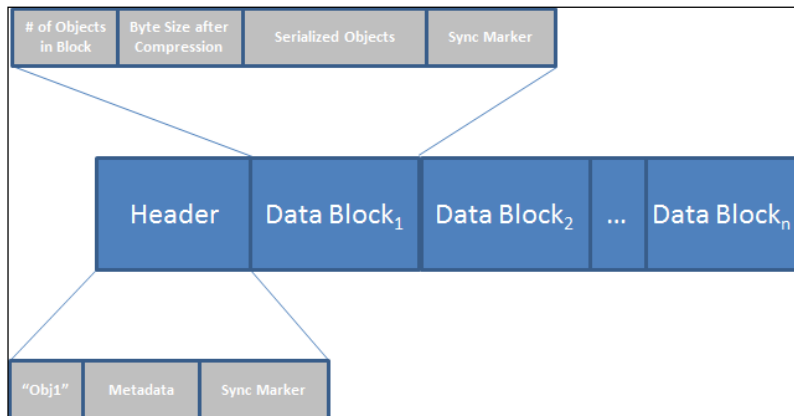 # of Objects
in Block
Byte Size after
Compression
Serialized Objects
Sync Marker
Header
Data Block₁
Data Block₂
...
Data Blockₙ
“Obj1”
Metadata
Sync Marker